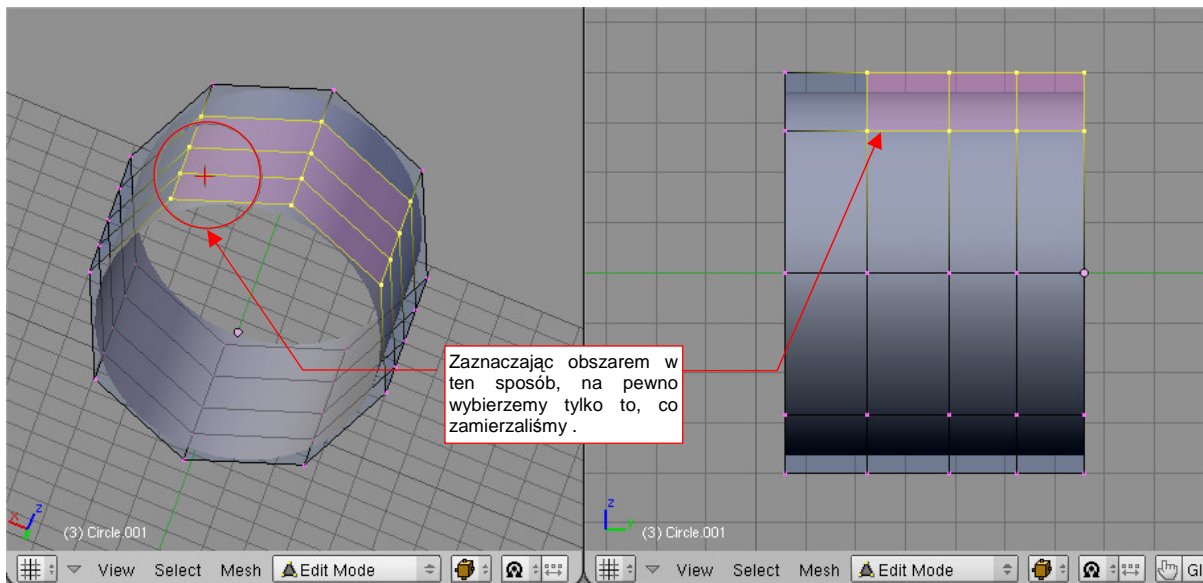 Zaznaczając obszarem w
ten sposób, na pewno
wybierzemy tylko to, co
zamierzaliśmy .
x
z
(3) Circle.001
z
y
(3) Circle.001
View Select Mesh Edit Mode
View Select Mesh Edit Mode